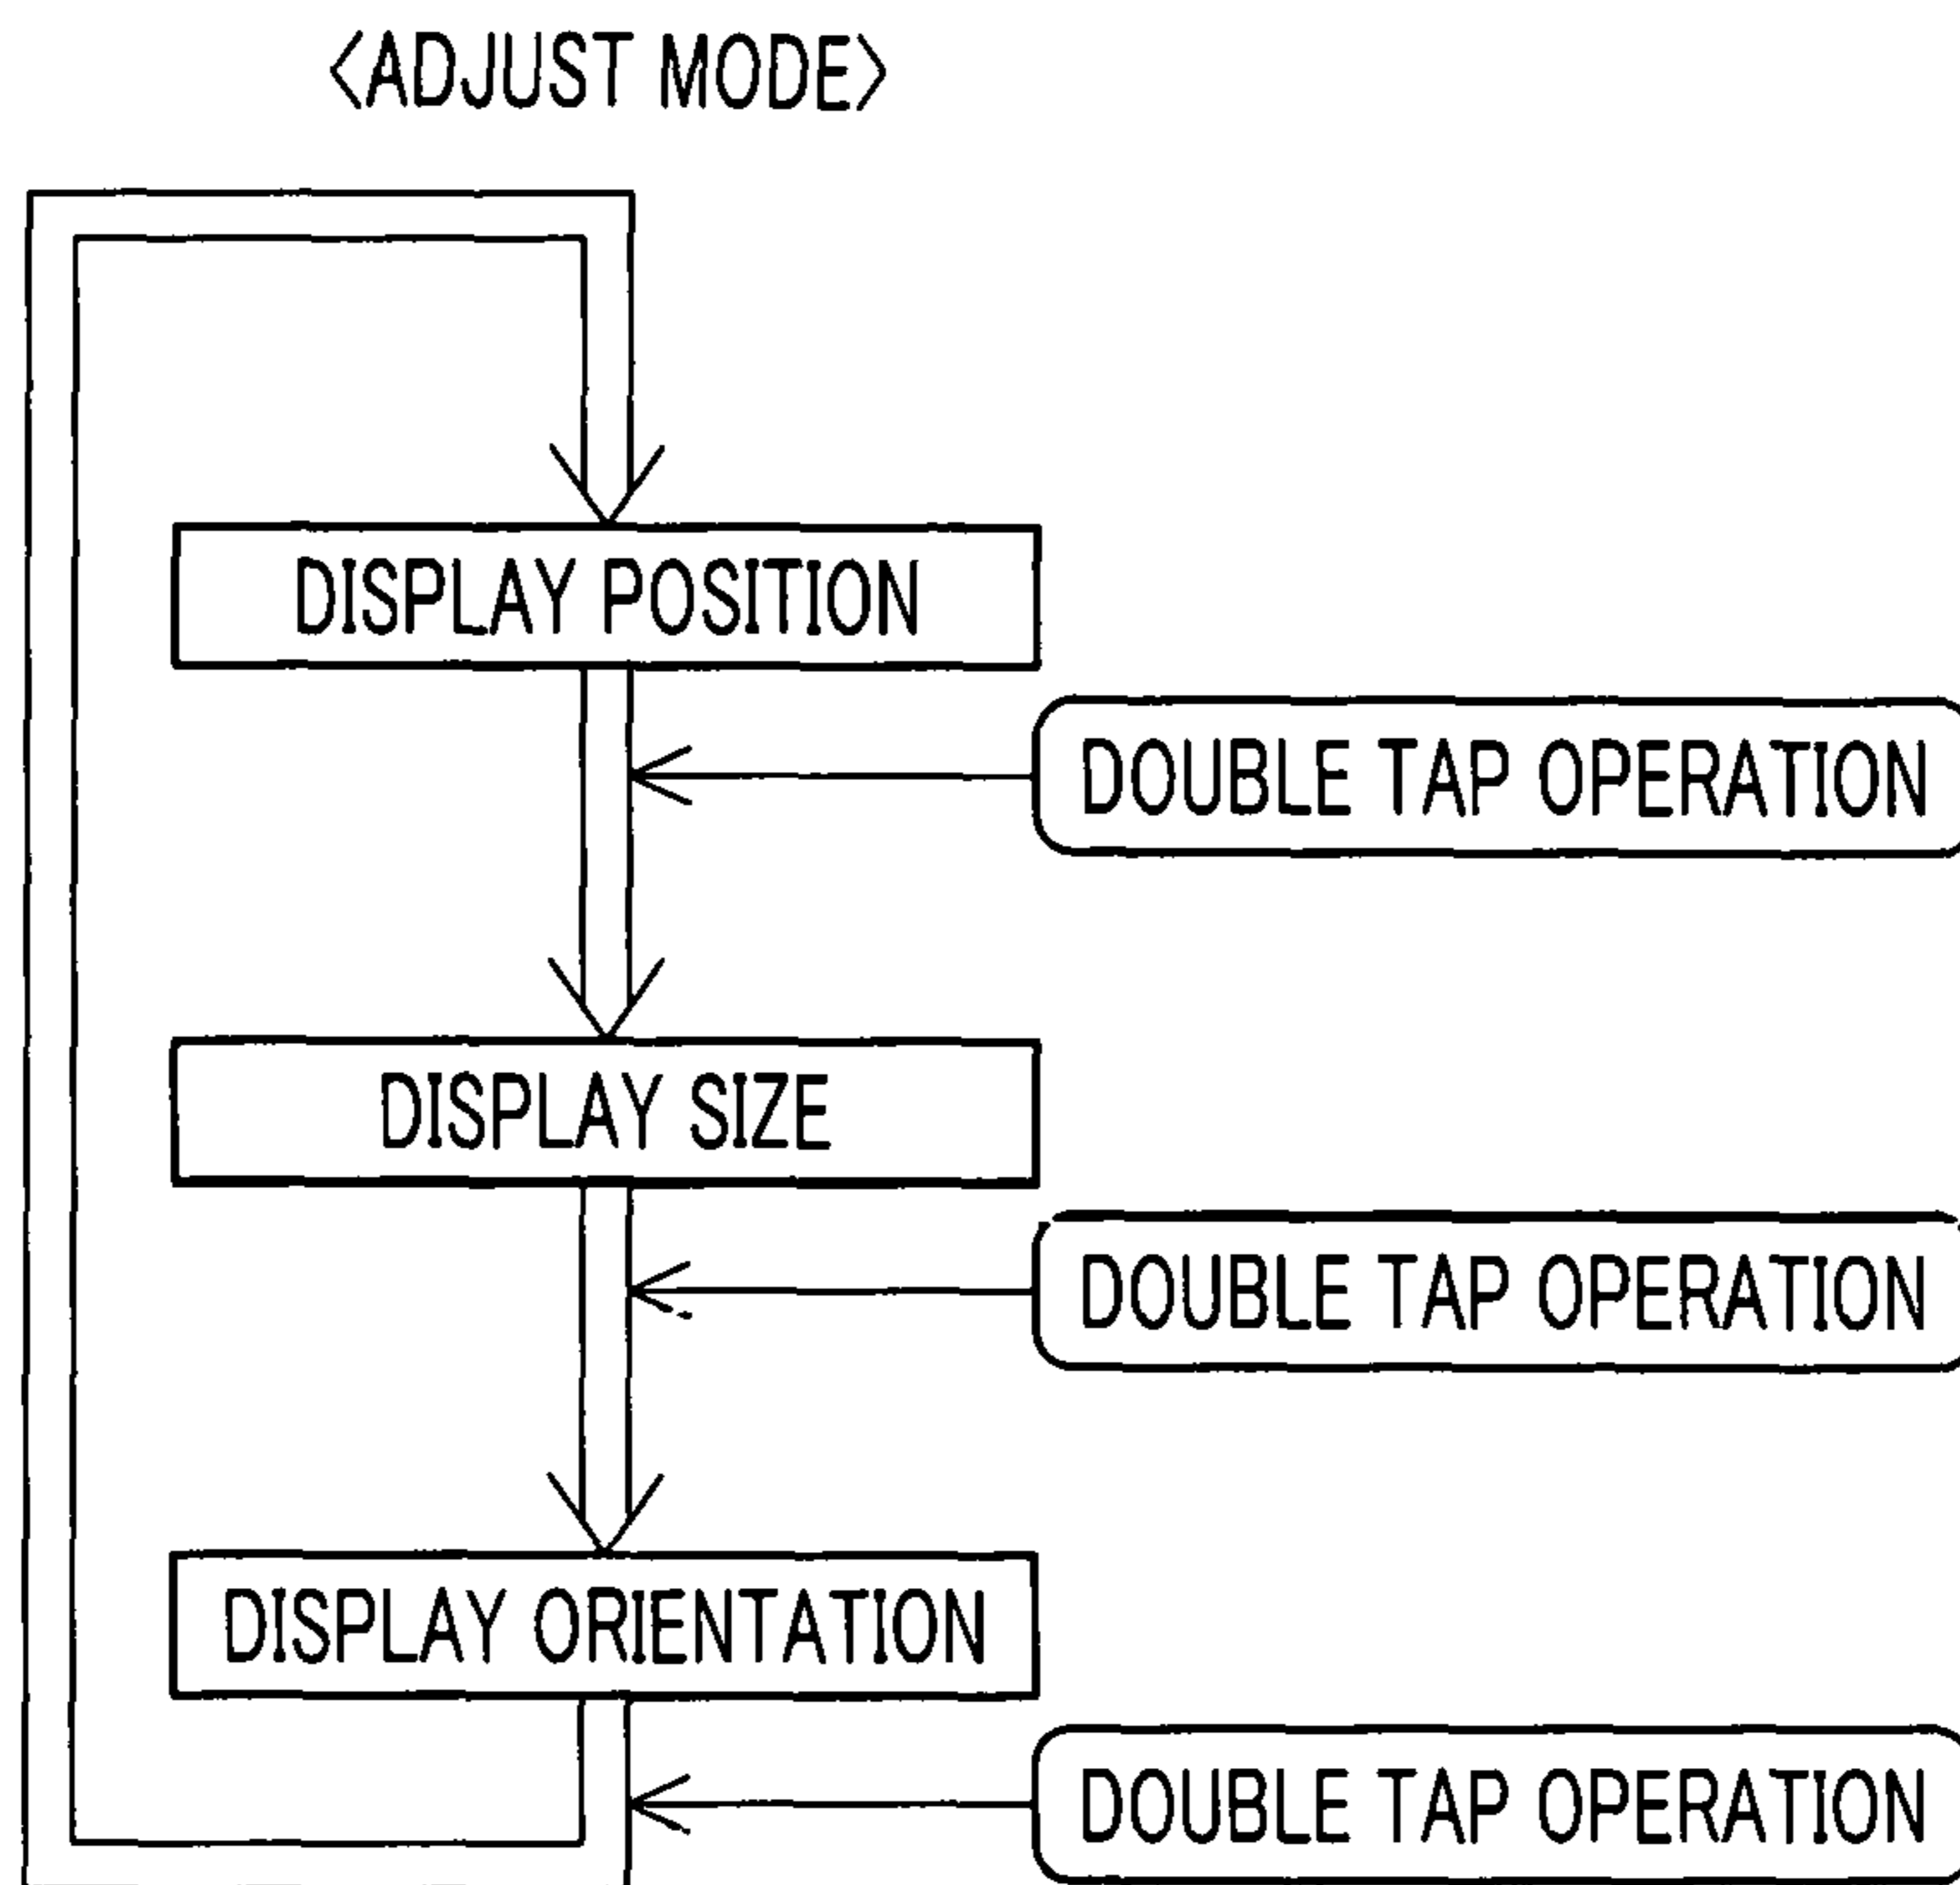 <ADJUST MODE>
DISPLAY POSITION
DOUBLE TAP OPERATION
DISPLAY SIZE
DOUBLE TAP OPERATION
DISPLAY ORIENTATION
DOUBLE TAP OPERATION